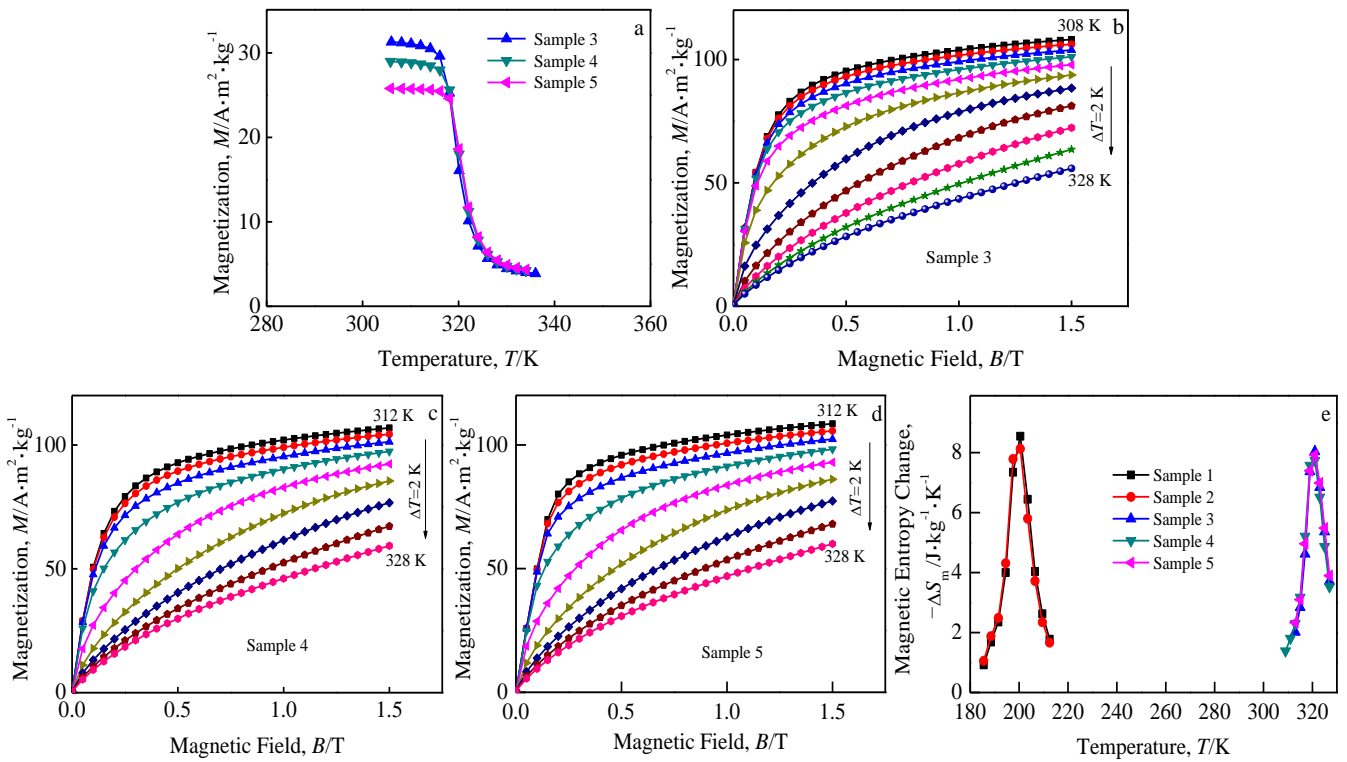 a
Magnetization, M/A·m²·kg⁻¹
30
20
10
0
Sample 3
Sample 4
Sample 5
280 300 320 340 360
Temperature, T/K
b
Magnetization, M/A·m²·kg⁻¹
100
50
0
308 K
ΔT=2 K
328 K
Sample 3
0.0 0.5 1.0 1.5
Magnetic Field, B/T
c
Magnetization, M/A·m²·kg⁻¹
100
50
0
312 K
ΔT=2 K
328 K
Sample 4
0.0 0.5 1.0 1.5
Magnetic Field, B/T
d
Magnetization, M/A·m²·kg⁻¹
100
50
0
312 K
ΔT=2 K
328 K
Sample 5
0.0 0.5 1.0 1.5
Magnetic Field, B/T
e
Magnetic Entropy Change,
−ΔSm/J·kg⁻¹·K⁻¹
8
6
4
2
0
Sample 1
Sample 2
Sample 3
Sample 4
Sample 5
180 200 220 240 260 280 300 320
Temperature, T/K